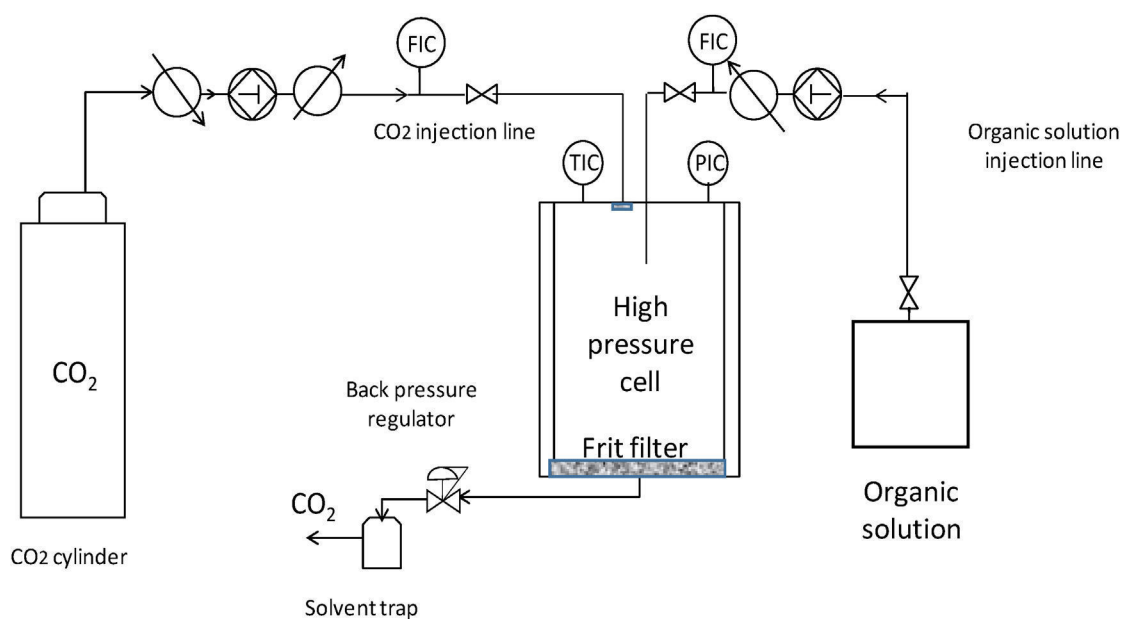 FIC
FIC
CO2 injection line
Organic solution
injection line
TIC
PIC
High
pressure
cell
CO₂
Back pressure
regulator
Frit filter
Organic
solution
CO₂
CO2 cylinder
Solvent trap